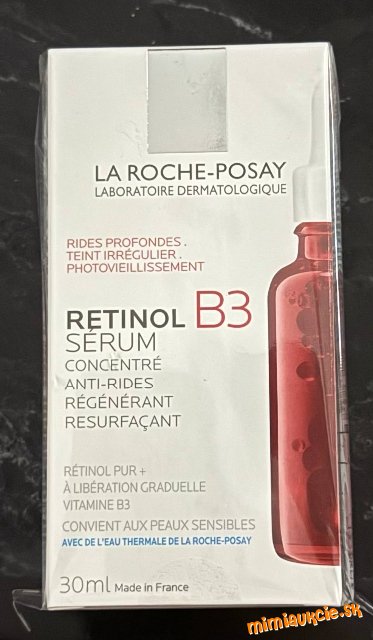 LA ROCHE-POSAY
LABORATOIRE DERMATOLOGIQUE
RIDES PROFONDES .
TEINT IRRÉGULIER .
PHOTOVIEILLISSEMENT
RETINOL B3
SÉRUM
CONCENTRÉ
ANTI-RIDES
RÉGÉNÉRANT
RESURFAÇANT
RÉTINOL PUR +
À LIBÉRATION GRADUELLE
VITAMINE B3
CONVIENT AUX PEAUX SENSIBLES
AVEC DE L'EAU THERMALE DE LA ROCHE-POSAY
30ml Made in France
mimiaukcie.sk